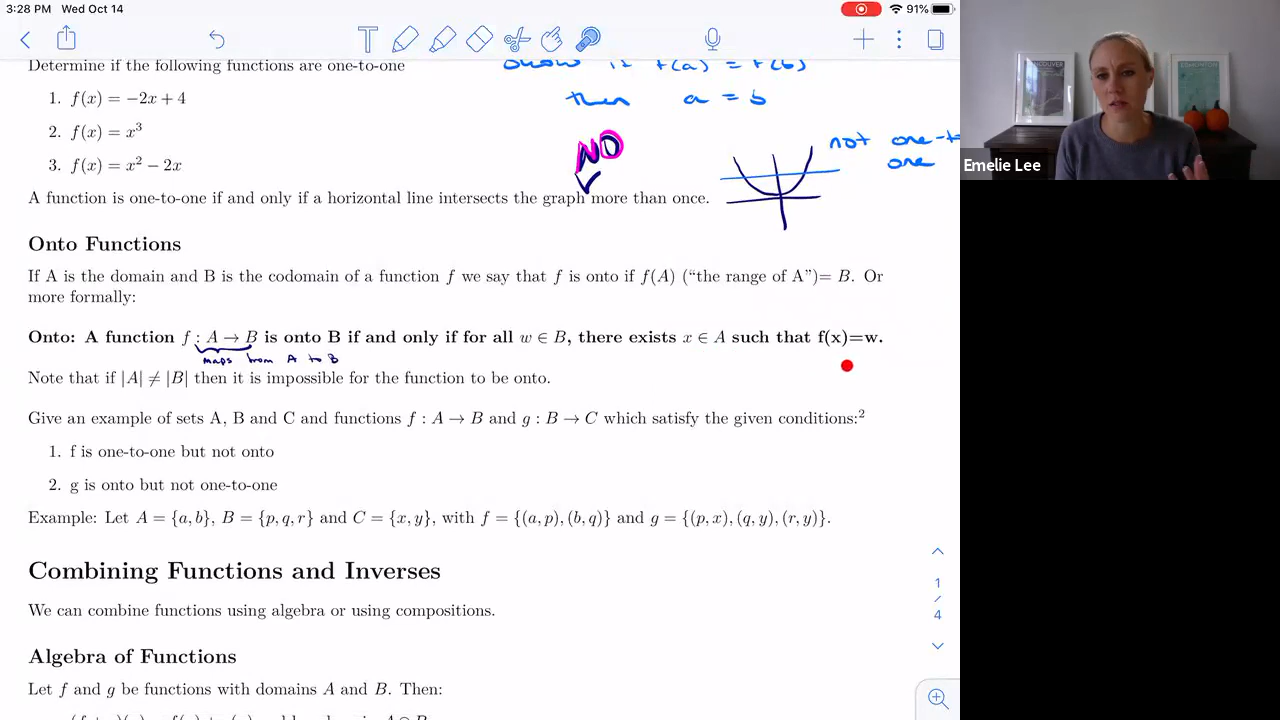 3:28 PM Wed Oct 14
91%
Determine if the following functions are one-to-one
show if f(a) = f(b)
1. f(x) = −2x + 4
then a = b
2. f(x) = x³
NO
not one-to
one
3. f(x) = x² − 2x
Emelie Lee
A function is one-to-one if and only if a horizontal line intersects the graph more than once.
Onto Functions
If A is the domain and B is the codomain of a function f we say that f is onto if f(A) (“the range of A”)= B. Or
more formally:
Onto: A function f : A → B is onto B if and only if for all w ∈ B, there exists x ∈ A such that f(x)=w.
maps from A to B
Note that if |A| ≠ |B| then it is impossible for the function to be onto.
Give an example of sets A, B and C and functions f : A → B and g : B → C which satisfy the given conditions:²
1. f is one-to-one but not onto
2. g is onto but not one-to-one
Example: Let A = {a, b}, B = {p, q, r} and C = {x, y}, with f = {(a, p), (b, q)} and g = {(p, x), (q, y), (r, y)}.
Combining Functions and Inverses
1
/
4
We can combine functions using algebra or using compositions.
Algebra of Functions
Let f and g be functions with domains A and B. Then: